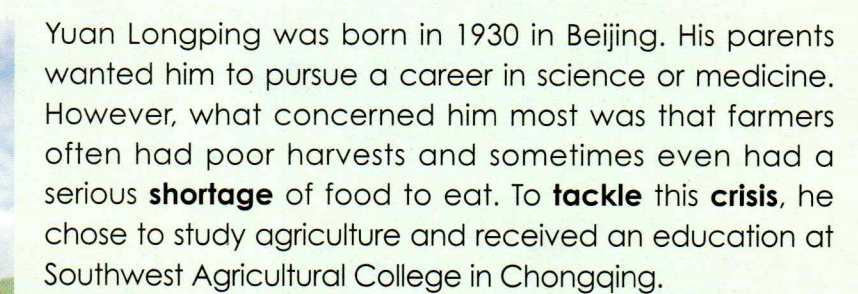 Yuan Longping was born in 1930 in Beijing. His parents
wanted him to pursue a career in science or medicine.
However, what concerned him most was that farmers
often had poor harvests and sometimes even had a
serious shortage of food to eat. To tackle this crisis, he
chose to study agriculture and received an education at
Southwest Agricultural College in Chongqing.